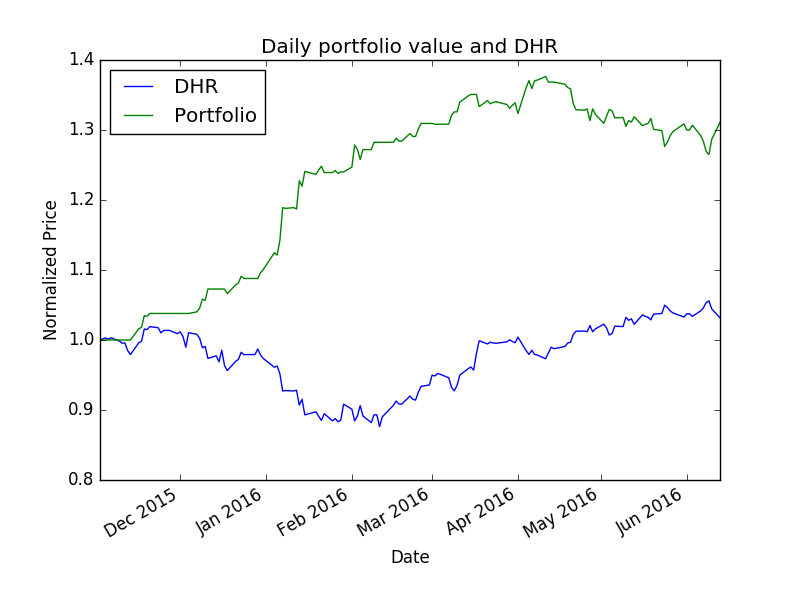 Daily portfolio value and DHR
1.4
1.3
1.2
1.1
1.0
0.9
0.8
Normalized Price
DHR
Portfolio
Dec 2015
Jan 2016
Feb 2016
Mar 2016
Apr 2016
May 2016
Jun 2016
Date